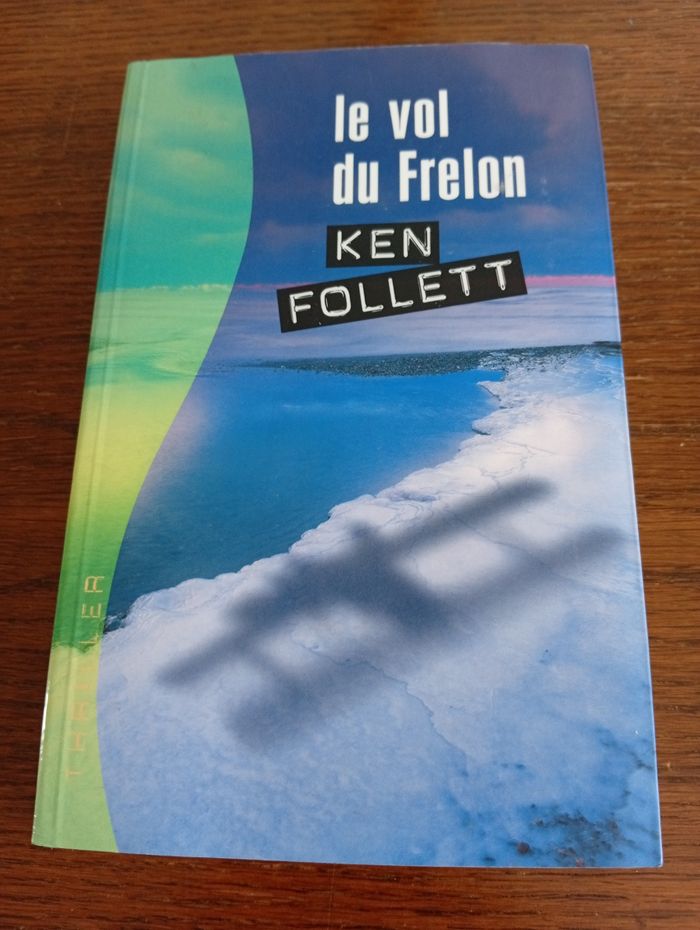 le vol
du Frelon
KEN
FOLLETT
THRILLER